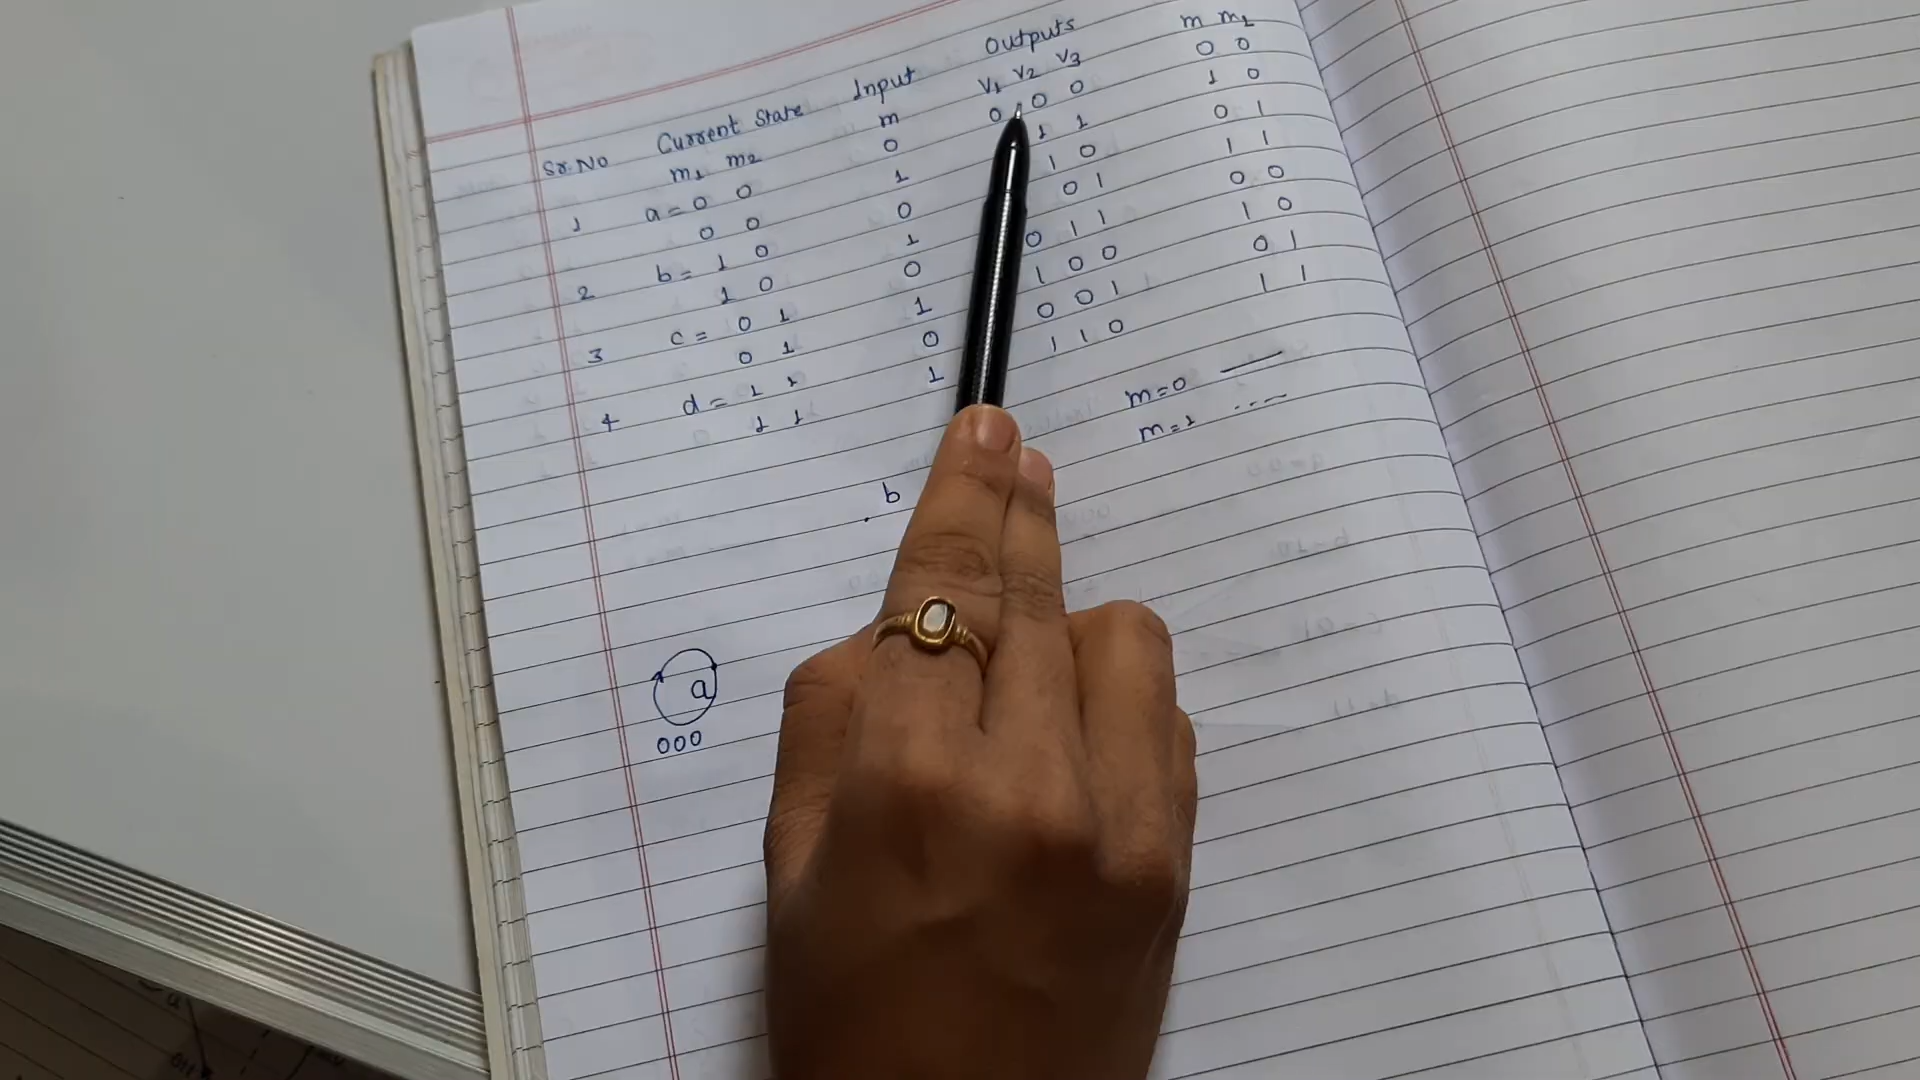 Outputs m m1
Sr.No Current State Input v1 v2 v3 0 0
m1 m2 m 0 0 0 1 0
1 a = 0 0 0 1 1 0 1
0 0 1 1 0 1 1
2 b = 1 0 0 0 1 0 0
1 0 1 0 1 1 1 0
3 c = 0 1 0 1 0 0 0 1
0 1 1 0 0 1 1 1
4 d = 1 1 0 1 1 0
1 1 1
m=0 ——
m=1 ----
b
a
000